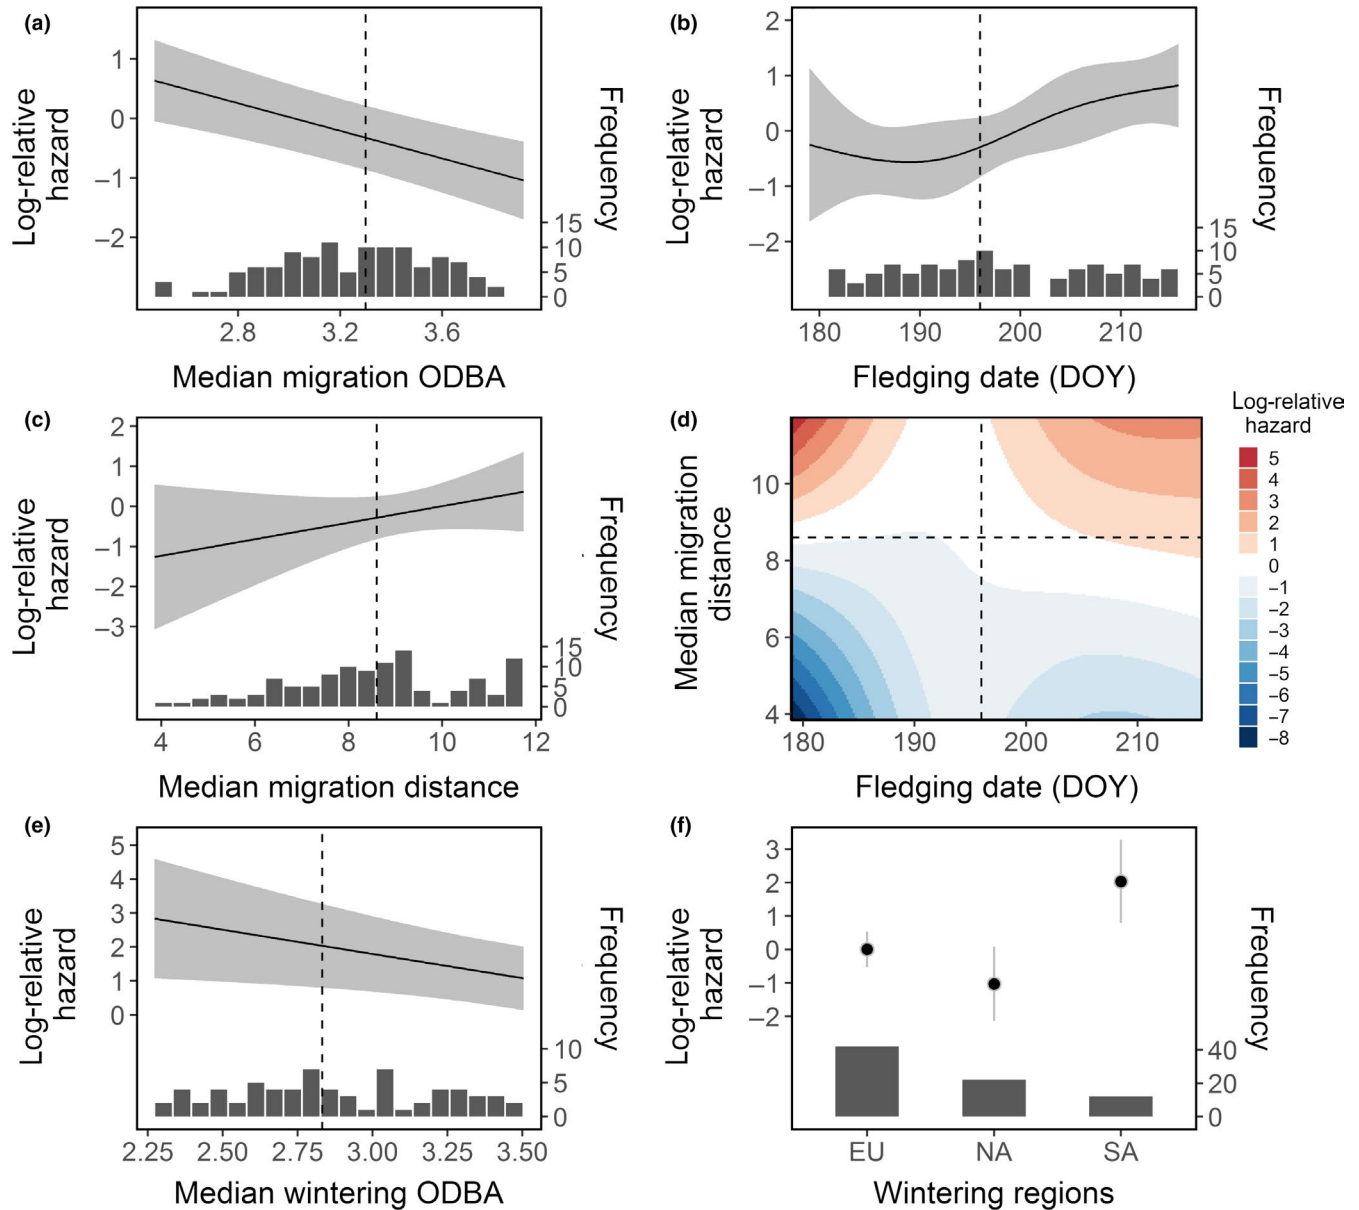 (a)
Log-relative
hazard
1
0
−1
−2
15
10
5
0
Frequency
2.8 3.2 3.6
Median migration ODBA
(b)
Log-relative
hazard
2
1
0
−1
−2
15
10
5
0
Frequency
180 190 200 210
Fledging date (DOY)
(c)
Log-relative
hazard
2
1
0
−1
−2
−3
15
10
5
0
Frequency
4 6 8 10 12
Median migration distance
(d)
Median migration
distance
10
8
6
4
180 190 200 210
Fledging date (DOY)
Log-relative
hazard
5
4
3
2
1
0
−1
−2
−3
−4
−5
−6
−7
−8
(e)
Log-relative
hazard
5
4
3
2
1
0
10
5
0
Frequency
2.25 2.50 2.75 3.00 3.25 3.50
Median wintering ODBA
(f)
Log-relative
hazard
3
2
1
0
−1
−2
40
20
0
Frequency
EU NA SA
Wintering regions